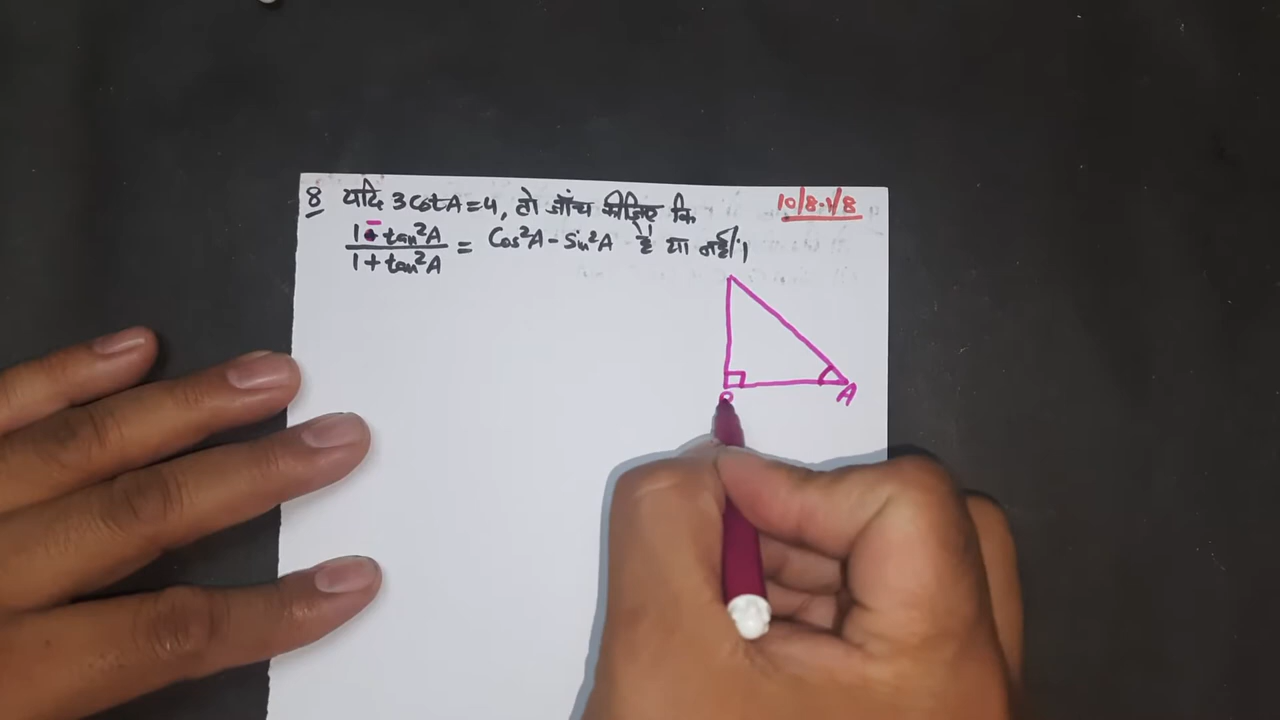 8 यदि 3 cot A = 4, तो जाँच कीजिए कि
10/8.1/8
1 - tan²A
1 + tan²A
= Cos²A - Sin²A है या नहीं।
A